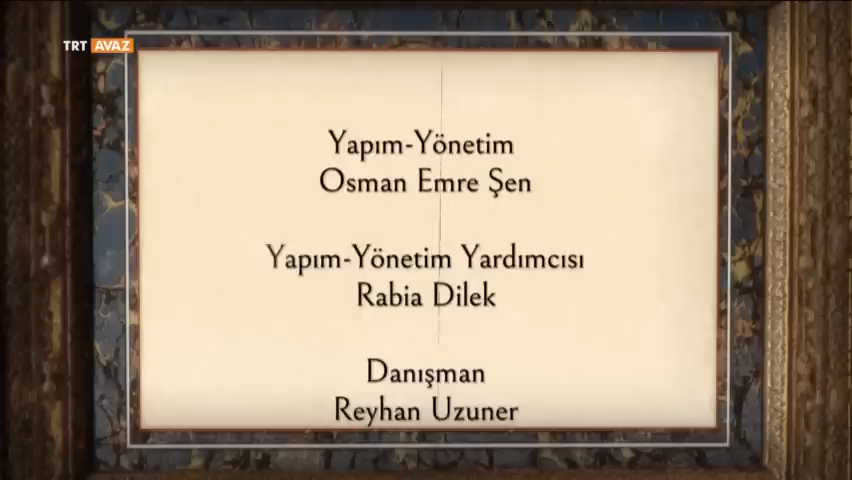 TRT AVAZ
Yapım-Yönetim
Osman Emre Şen
Yapım-Yönetim Yardımcısı
Rabia Dilek
Danışman
Reyhan Uzuner